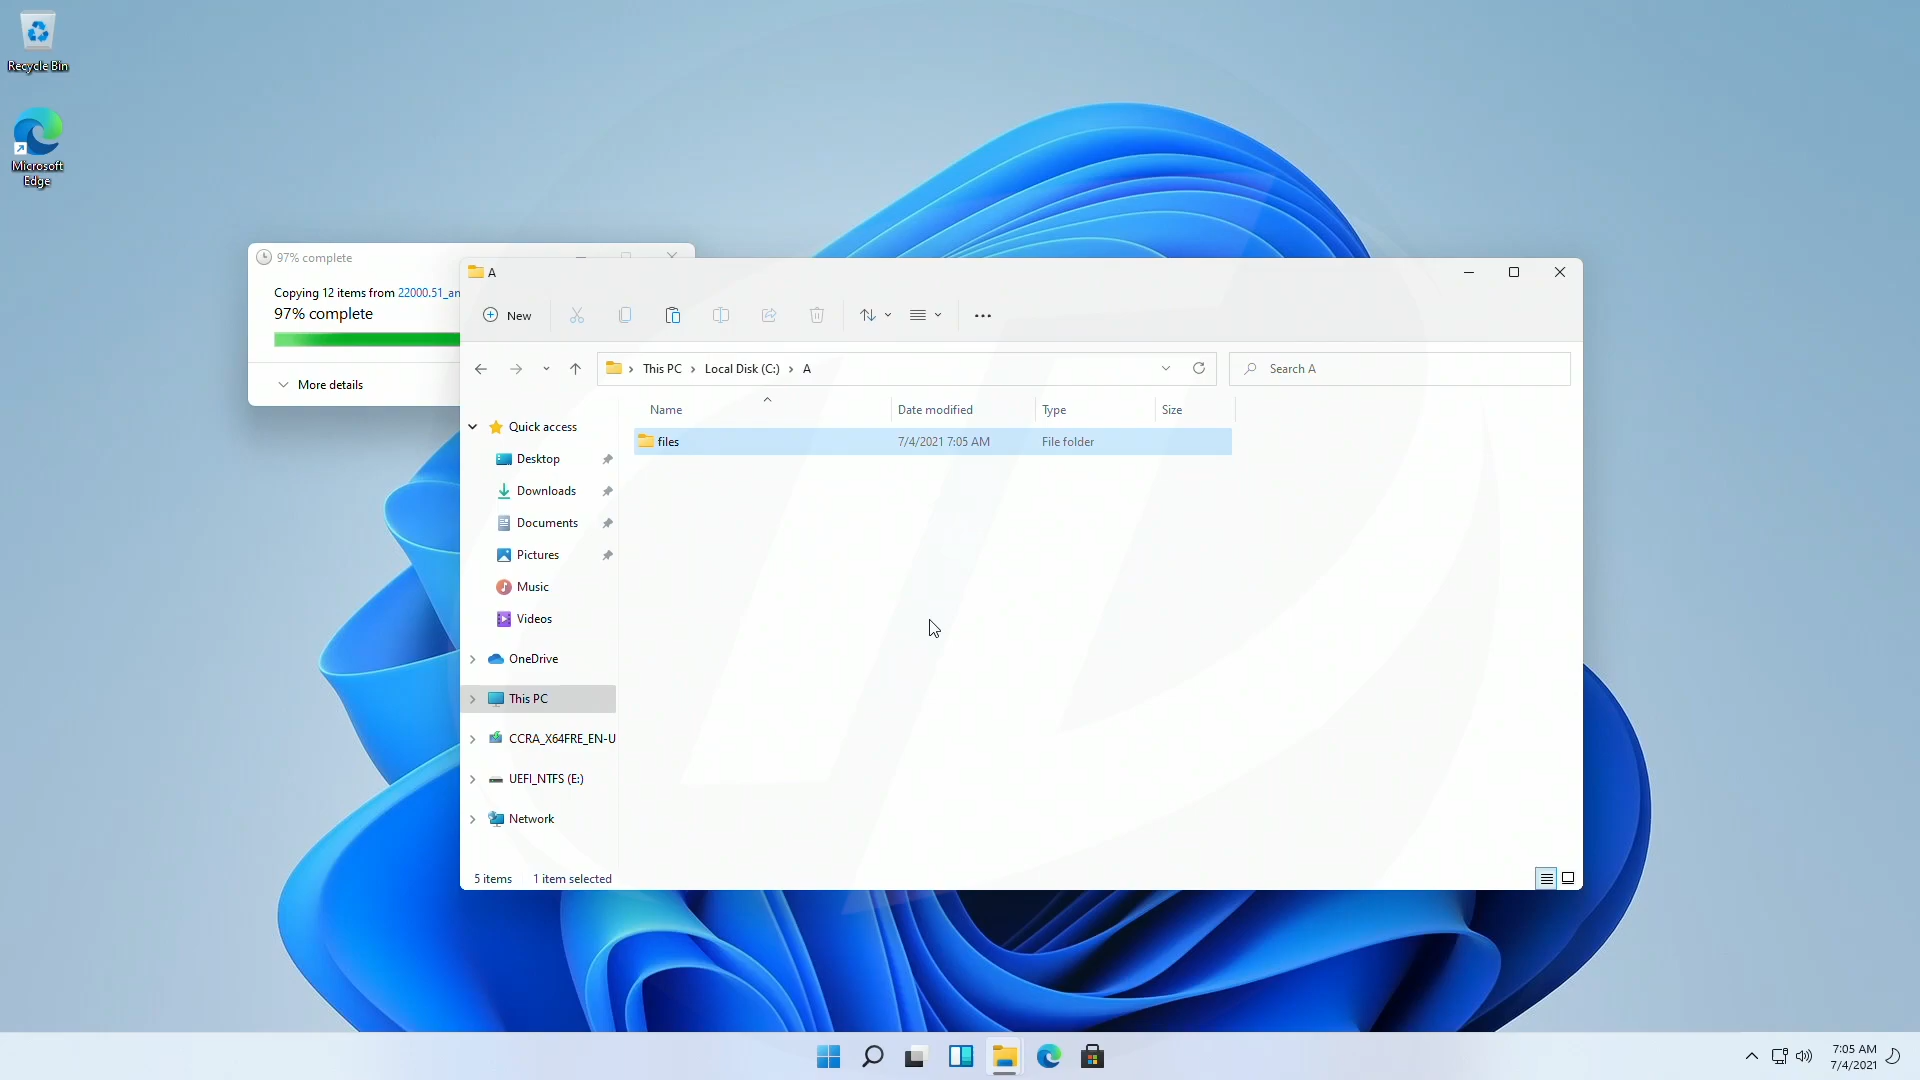 Recycle Bin
Microsoft
Edge
97% complete
Copying 12 items from 22000.51_an
97% complete
More details
A
New
This PC
Local Disk (C:)
A
Search A
Name
Date modified
Type
Size
files
7/4/2021 7:05 AM
File folder
Quick access
Desktop
Downloads
Documents
Pictures
Music
Videos
OneDrive
This PC
CCRA_X64FRE_EN-U
UEFI_NTFS (E:)
Network
5 items
1 item selected
7:05 AM
7/4/2021